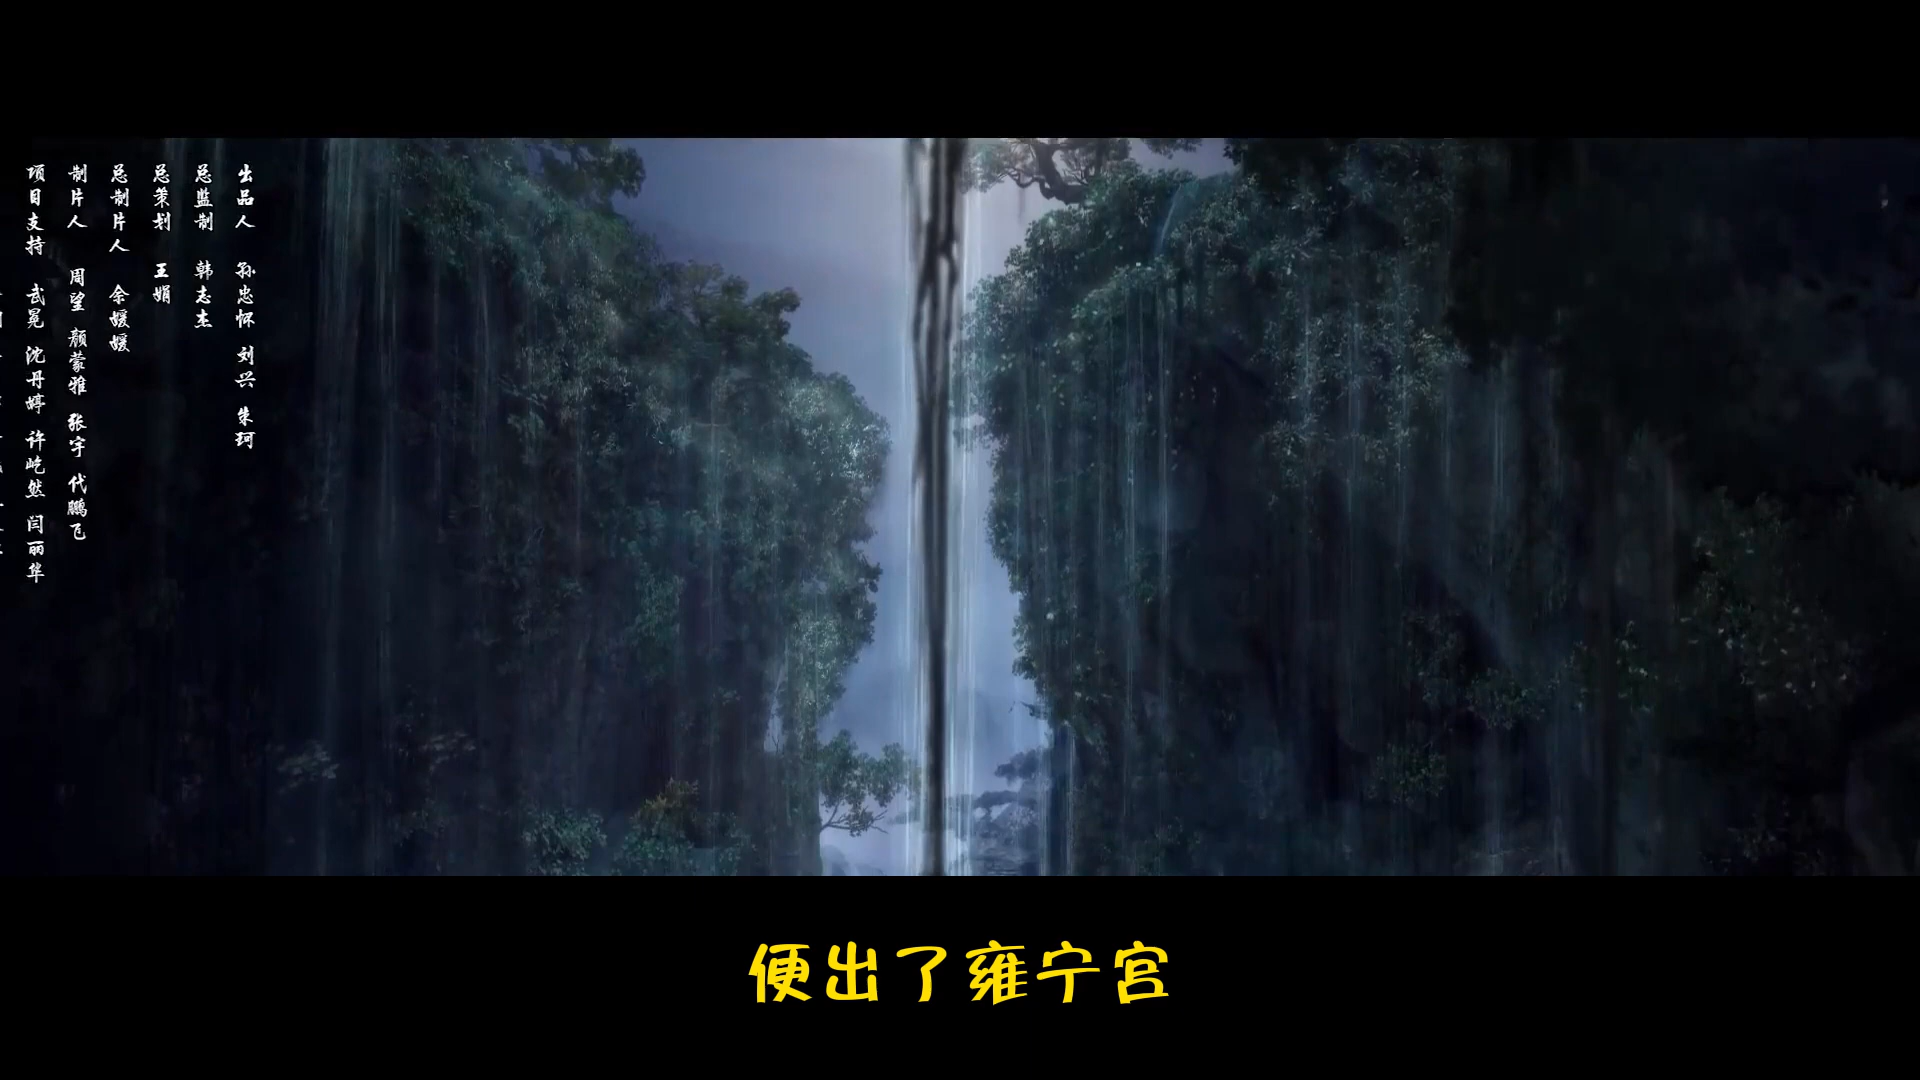 出品人 孙忠怀 刘兴 朱珂
总监制 韩志杰
总策划 王娟
总制片人 余媛媛
制片人 周望 颜蒙雅 张宇 代鹏飞
项目支持 武冕 沈丹婷 许屹然 闫丽华
便出了雍宁宫